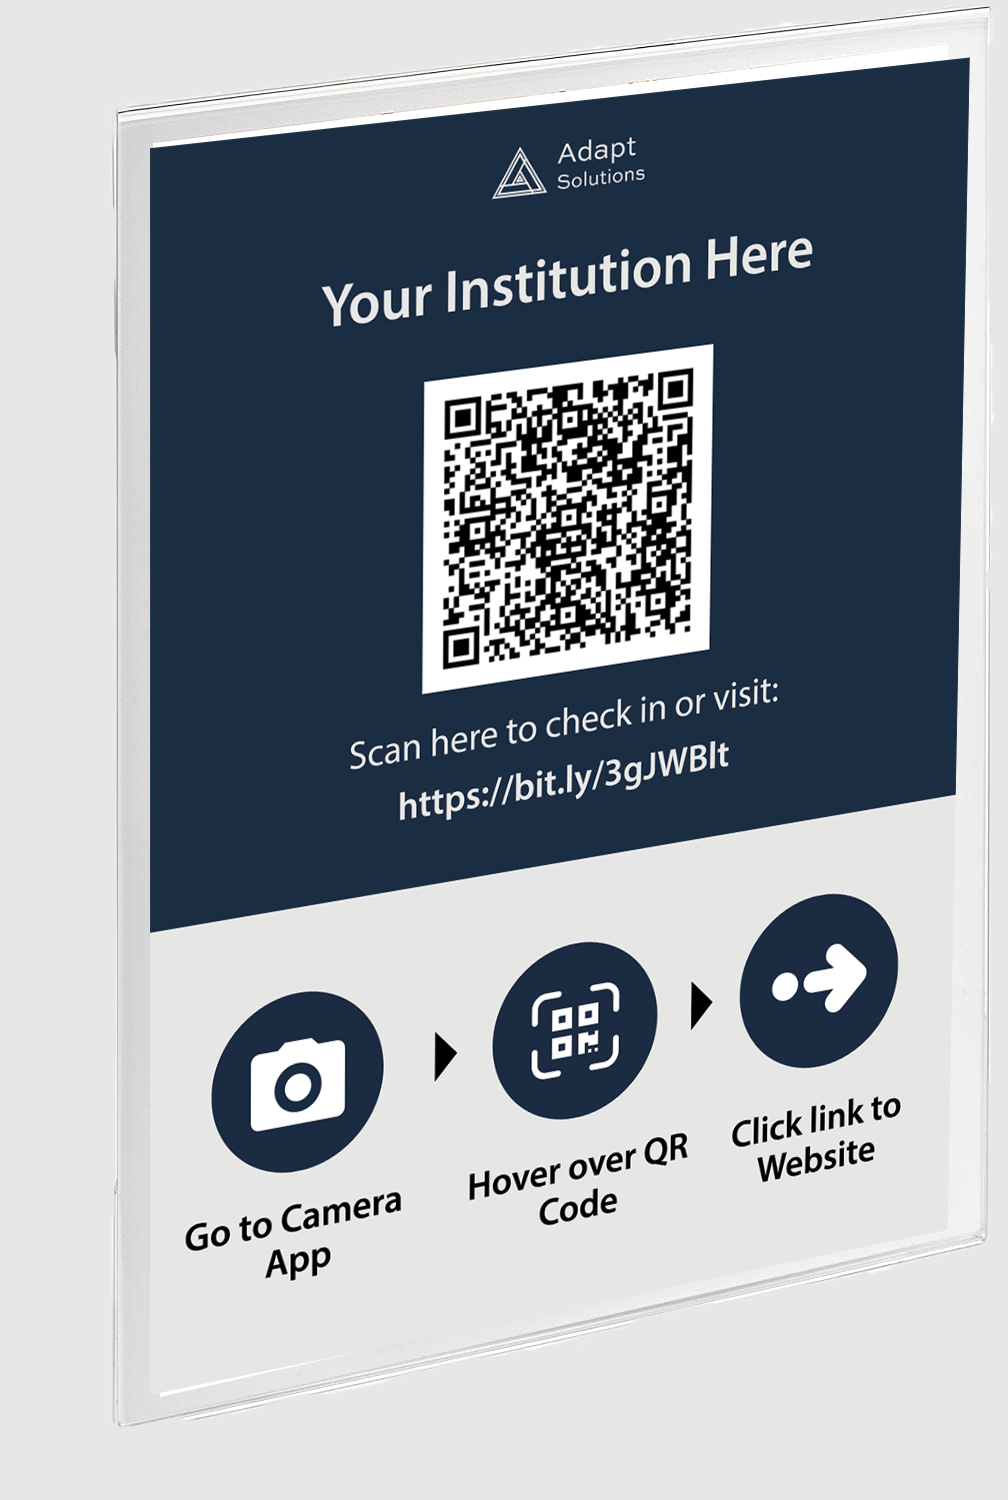 Adapt
Solutions
Your Institution Here
Scan here to check in or visit:
https://bit.ly/3gJWBlt
Go to Camera
App
Hover over QR
Code
Click link to
Website